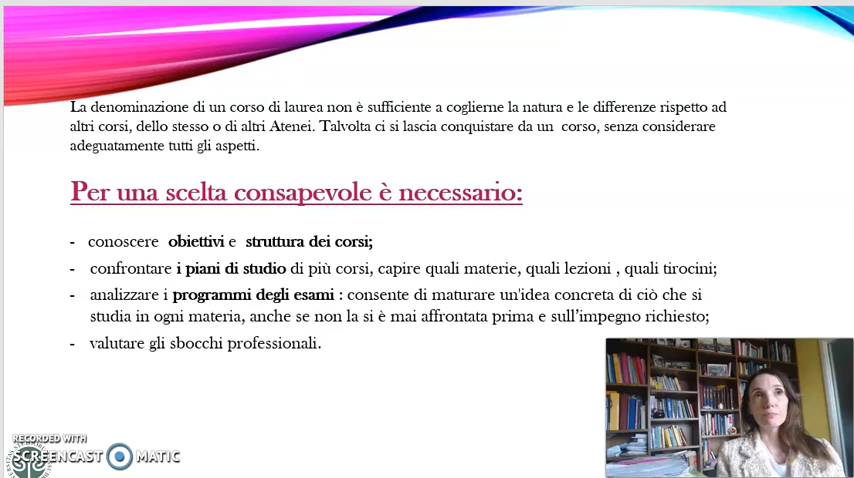 La denominazione di un corso di laurea non è sufficiente a coglierne la natura e le differenze rispetto ad
altri corsi, dello stesso o di altri Atenei. Talvolta ci si lascia conquistare da un corso, senza considerare
adeguatamente tutti gli aspetti.
Per una scelta consapevole è necessario:
- conoscere obiettivi e struttura dei corsi;
- confrontare i piani di studio di più corsi, capire quali materie, quali lezioni , quali tirocini;
- analizzare i programmi degli esami : consente di maturare un'idea concreta di ciò che si
studia in ogni materia, anche se non la si è mai affrontata prima e sull’impegno richiesto;
- valutare gli sbocchi professionali.
RECORDED WITH
SCREENCAST MATIC